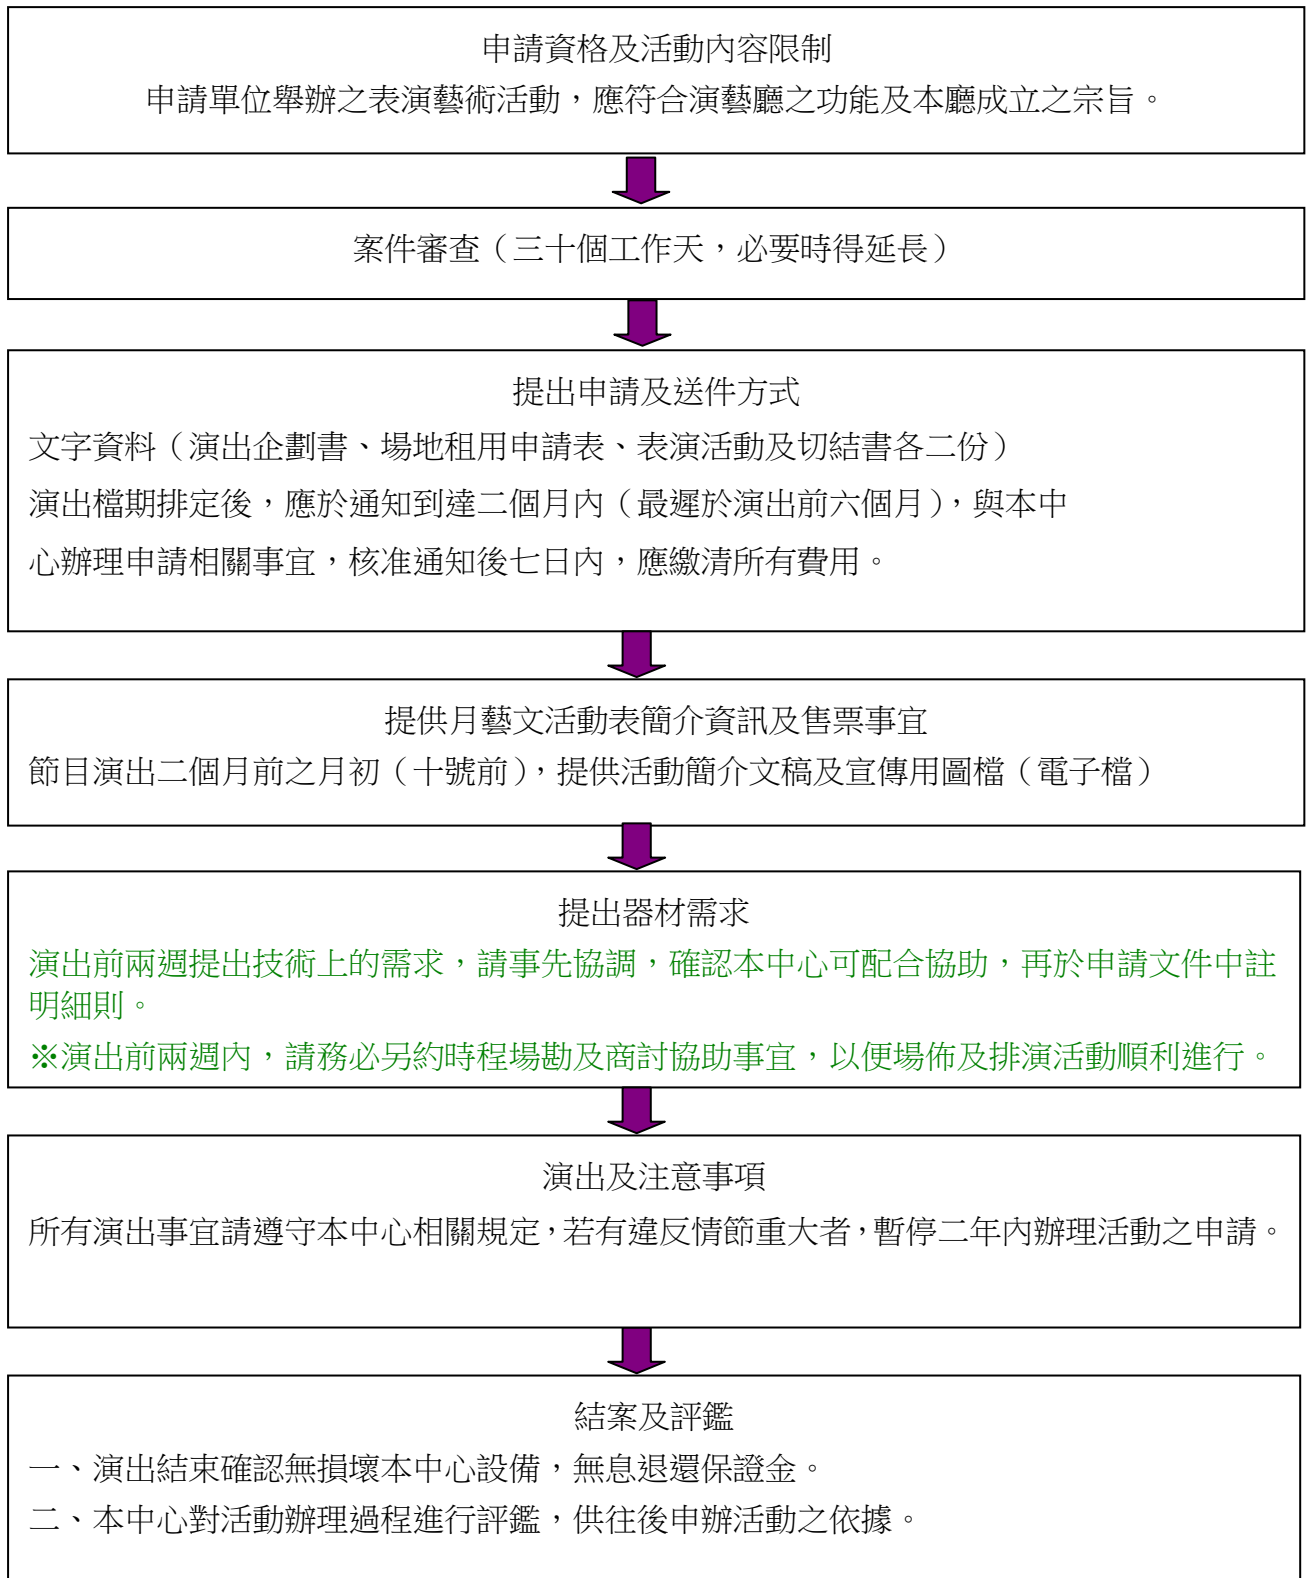 申請資格及活動內容限制
申請單位舉辦之表演藝術活動，應符合演藝廳之功能及本廳成立之宗旨。
案件審查（三十個工作天，必要時得延長）
提出申請及送件方式
文字資料（演出企劃書、場地租用申請表、表演活動及切結書各二份）
演出檔期排定後，應於通知到達二個月內（最遲於演出前六個月），與本中
心辦理申請相關事宜，核准通知後七日內，應繳清所有費用。
提供月藝文活動表簡介資訊及售票事宜
節目演出二個月前之月初（十號前），提供活動簡介文稿及宣傳用圖檔（電子檔）
提出器材需求
演出前兩週提出技術上的需求，請事先協調，確認本中心可配合協助，再於申請文件中註
明細則。
※演出前兩週內，請務必另約時程場勘及商討協助事宜，以便場佈及排演活動順利進行。
演出及注意事項
所有演出事宜請遵守本中心相關規定，若有違反情節重大者，暫停二年內辦理活動之申請。
結案及評鑑
一、演出結束確認無損壞本中心設備，無息退還保證金。
二、本中心對活動辦理過程進行評鑑，供往後申辦活動之依據。